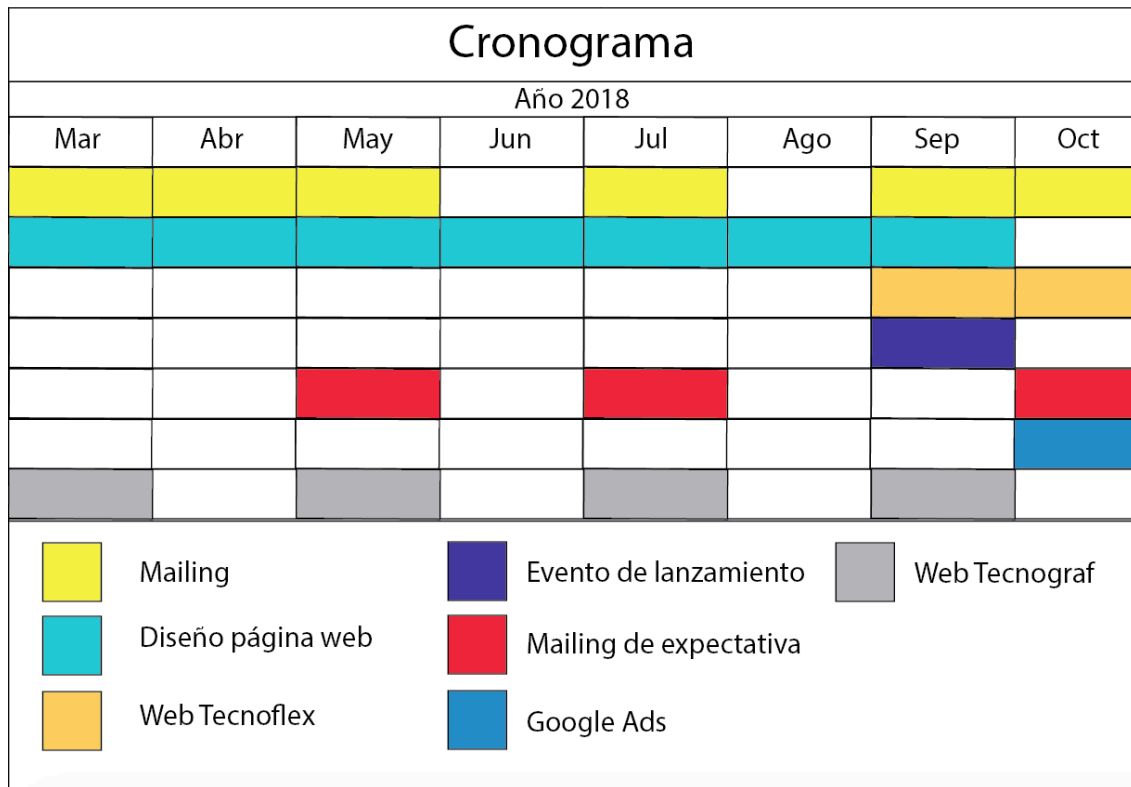 Cronograma
Año 2018
Mar Abr May Jun Jul Ago Sep Oct
Mailing Evento de lanzamiento Web Tecnograf
Diseño página web Mailing de expectativa
Web Tecnoflex Google Ads